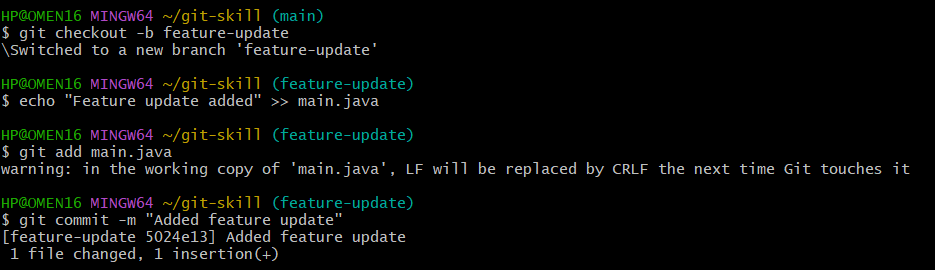 HP@OMEN16 MINGW64 ~/git-skill (main)
$ git checkout -b feature-update
\Switched to a new branch 'feature-update'
HP@OMEN16 MINGW64 ~/git-skill (feature-update)
$ echo "Feature update added" >> main.java
HP@OMEN16 MINGW64 ~/git-skill (feature-update)
$ git add main.java
warning: in the working copy of 'main.java', LF will be replaced by CRLF the next time Git touches it
HP@OMEN16 MINGW64 ~/git-skill (feature-update)
$ git commit -m "Added feature update"
[feature-update 5024e13] Added feature update
 1 file changed, 1 insertion(+)